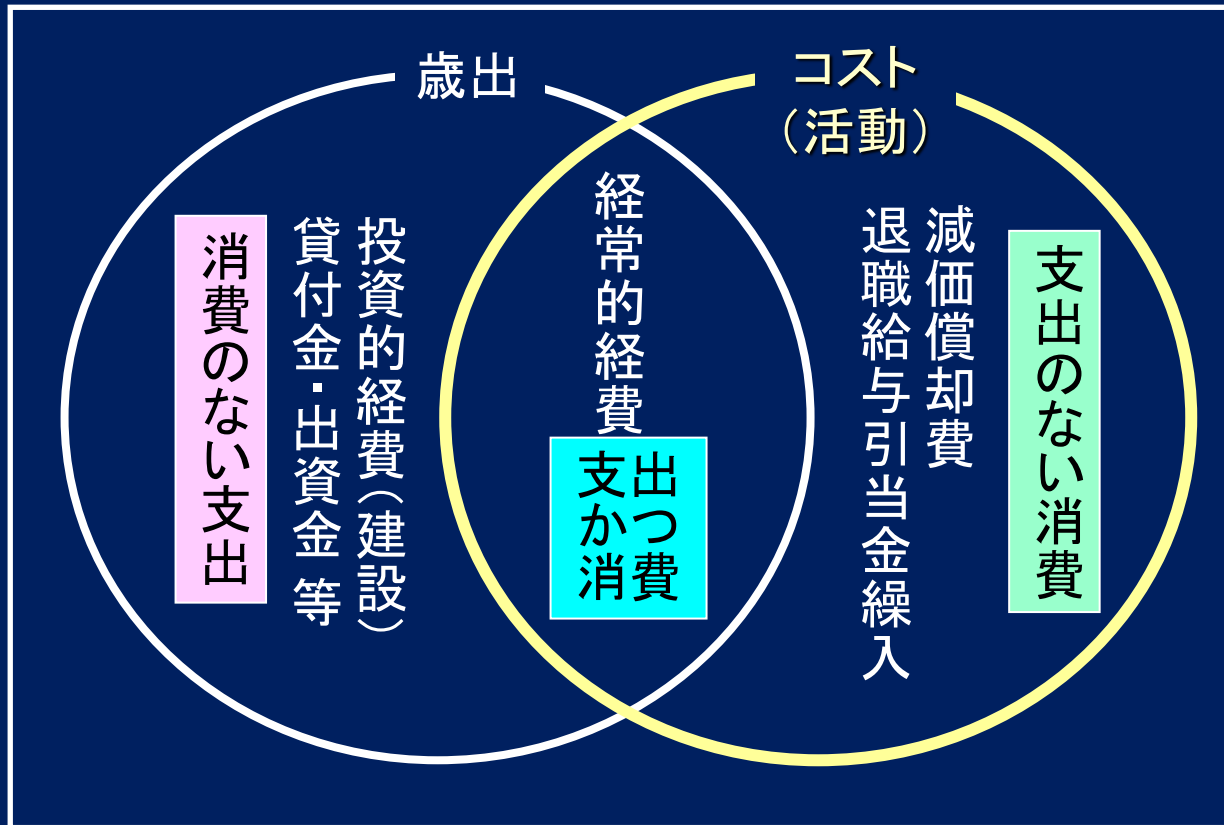 歳出
コスト
（活動）
消費のない支出
投資的経費（建設）
貸付金・出資金 等
経常的経費
支出
かつ
消費
減価償却費
退職給与引当金繰入
支出のない消費